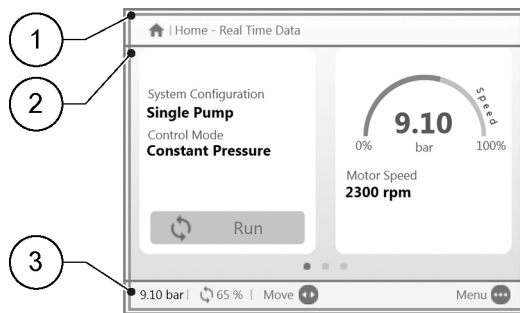 1
| Home - Real Time Data
2
System Configuration
Single Pump
Control Mode
Constant Pressure
Run
Speed
9.10
0% bar 100%
Motor Speed
2300 rpm
3
9.10 bar | 65 % | Move Menu